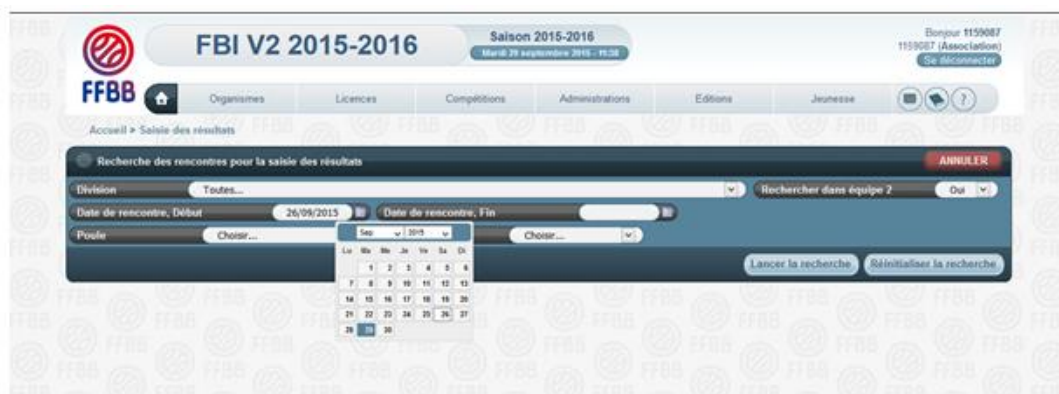 FBI V2 2015-2016
Saison 2015-2016
Mardi 29 septembre 2015 - 11:38
Bonjour 1159087
1159087 (Association)
Se déconnecter
FFBB
Organismes
Licences
Compétitions
Administrations
Editions
Jeunesse
?
Accueil > Saisie des résultats
Recherche des rencontres pour la saisie des résultats
ANNULER
Division
Toutes...
Rechercher dans équipe 2
Oui
Date de rencontre, Début
26/09/2015
Date de rencontre, Fin
Poule
Choisir...
Choisir...
Sep 2015
Lu Ma Me Je Ve Sa Di
1 2 3 4 5 6
7 8 9 10 11 12 13
14 15 16 17 18 19 20
21 22 23 24 25 26 27
28 29 30
Lancer la recherche
Réinitialiser la recherche